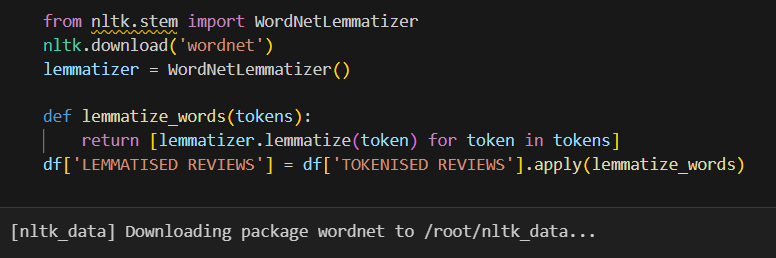 from nltk.stem import WordNetLemmatizer
nltk.download('wordnet')
lemmatizer = WordNetLemmatizer()
def lemmatize_words(tokens):
return [lemmatizer.lemmatize(token) for token in tokens]
df['LEMMATISED REVIEWS'] = df['TOKENISED REVIEWS'].apply(lemmatize_words)
[nltk_data] Downloading package wordnet to /root/nltk_data...